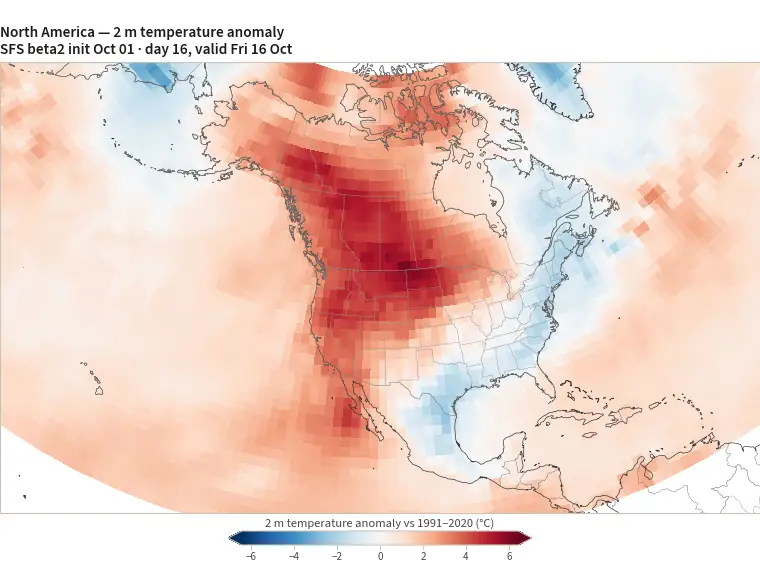 North America — 2 m temperature anomaly
SFS beta2 init Oct 01 · day 16, valid Fri 16 Oct
2 m temperature anomaly vs 1991–2020 (°C)
−6 −4 −2 0 2 4 6